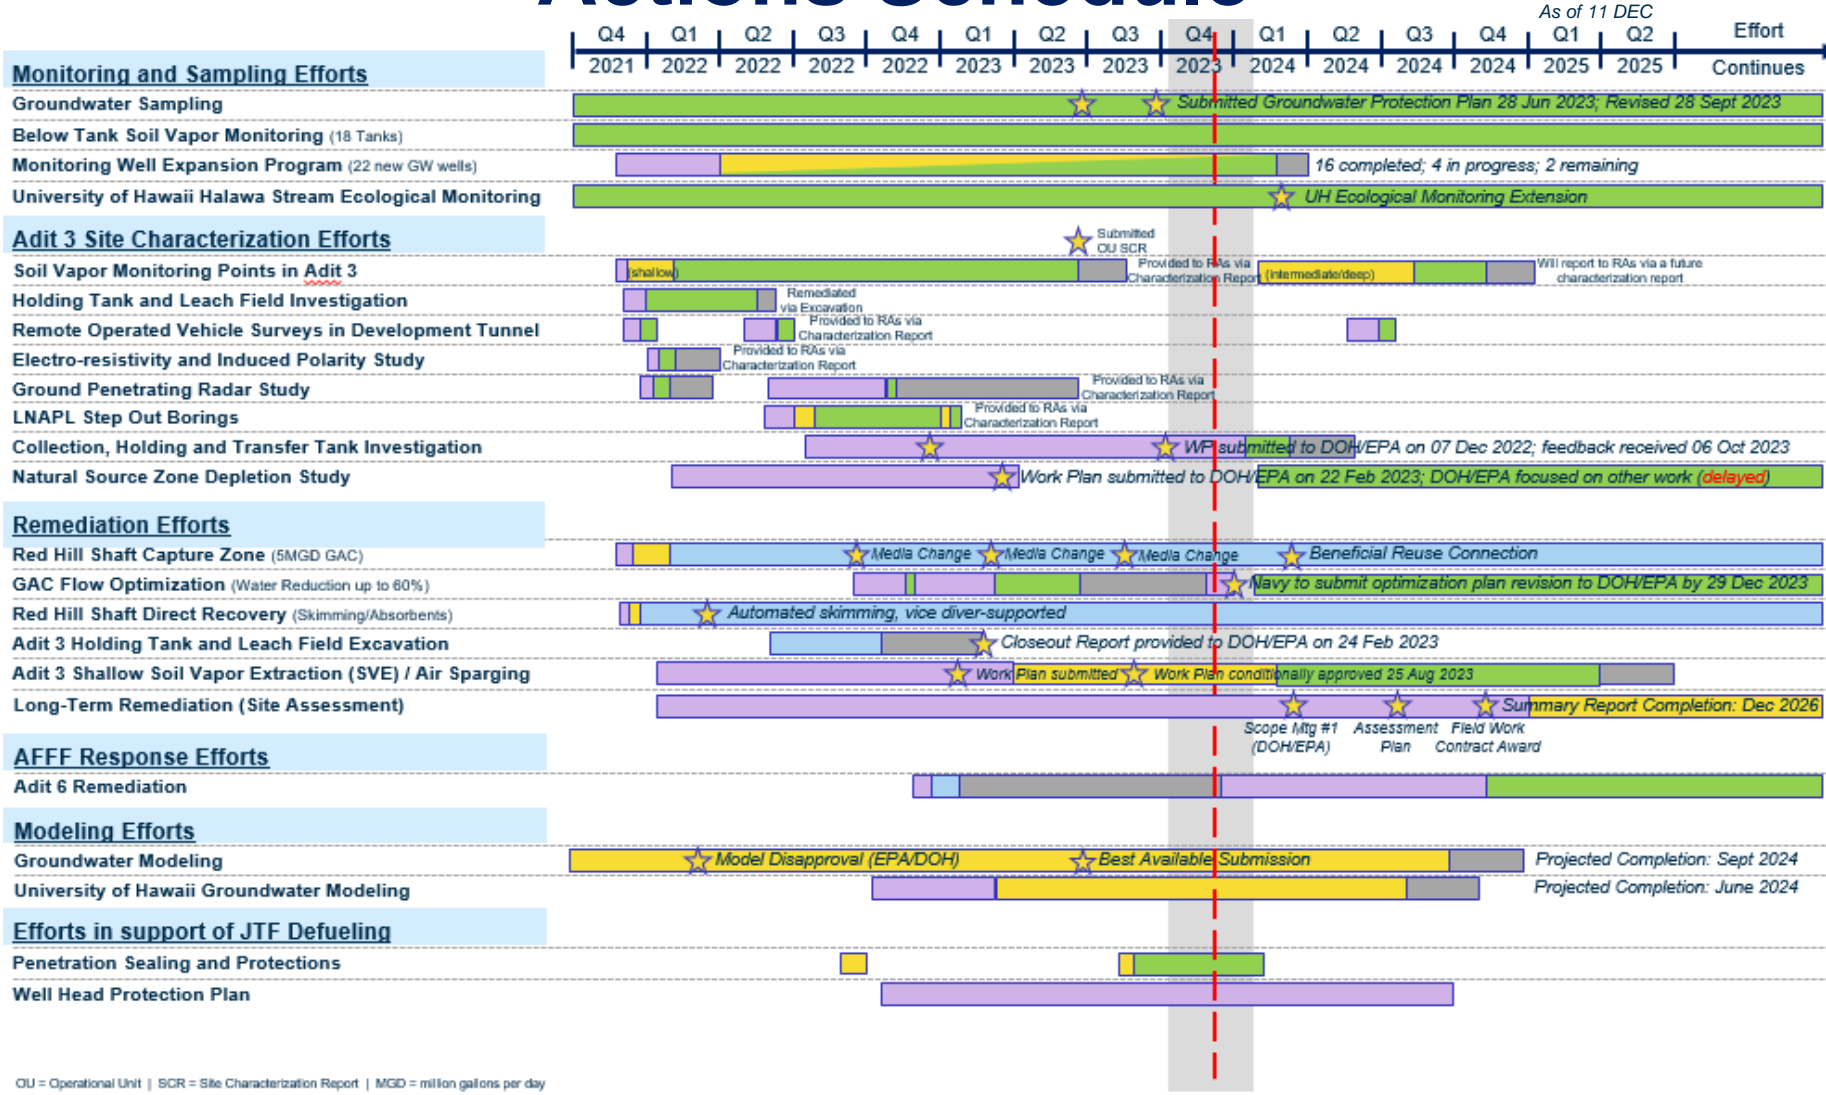 Actions Schedule
As of 11 DEC
Q4 Q1 Q2 Q3 Q4 Q1 Q2 Q3 Q4 Q1 Q2 Q3 Q4 Q1 Q2 Effort
2021 2022 2022 2022 2022 2023 2023 2023 2023 2024 2024 2024 2024 2025 2025 Continues
Monitoring and Sampling Efforts
Groundwater Sampling
Submitted Groundwater Protection Plan 28 Jun 2023; Revised 28 Sept 2023
Below Tank Soil Vapor Monitoring (18 Tanks)
Monitoring Well Expansion Program (22 new GW wells)
16 completed; 4 in progress; 2 remaining
University of Hawaii Halawa Stream Ecological Monitoring
UH Ecological Monitoring Extension
Adit 3 Site Characterization Efforts
Submitted
OU SCR
Soil Vapor Monitoring Points in Adit 3
(shallow)
Provided to RAs via
Characterization Report
(Intermediate/deep)
Will report to RAs via a future
characterization report
Holding Tank and Leach Field Investigation
Remediated
via Excavation
Remote Operated Vehicle Surveys in Development Tunnel
Provided to RAs via
Characterization Report
Electro-resistivity and Induced Polarity Study
Provided to RAs via
Characterization Report
Ground Penetrating Radar Study
Provided to RAs via
Characterization Report
LNAPL Step Out Borings
Provided to RAs via
Characterization Report
Collection, Holding and Transfer Tank Investigation
WP submitted to DOH/EPA on 07 Dec 2022; feedback received 06 Oct 2023
Natural Source Zone Depletion Study
Work Plan submitted to DOH/EPA on 22 Feb 2023; DOH/EPA focused on other work (delayed)
Remediation Efforts
Red Hill Shaft Capture Zone (5MGD GAC)
Media Change
Media Change
Media Change
Beneficial Reuse Connection
GAC Flow Optimization (Water Reduction up to 60%)
Navy to submit optimization plan revision to DOH/EPA by 29 Dec 2023
Red Hill Shaft Direct Recovery (Skimming/Absorbents)
Automated skimming, vice diver-supported
Adit 3 Holding Tank and Leach Field Excavation
Closeout Report provided to DOH/EPA on 24 Feb 2023
Adit 3 Shallow Soil Vapor Extraction (SVE) / Air Sparging
Work Plan submitted
Work Plan conditionally approved 25 Aug 2023
Long-Term Remediation (Site Assessment)
Summary Report Completion: Dec 2026
Scope Mtg #1
(DOH/EPA)
Assessment
Plan
Field Work
Contract Award
AFFF Response Efforts
Adit 6 Remediation
Modeling Efforts
Groundwater Modeling
Model Disapproval (EPA/DOH)
Best Available Submission
Projected Completion: Sept 2024
University of Hawaii Groundwater Modeling
Projected Completion: June 2024
Efforts in support of JTF Defueling
Penetration Sealing and Protections
Well Head Protection Plan
OU = Operational Unit | SCR = Site Characterization Report | MGD = million gallons per day